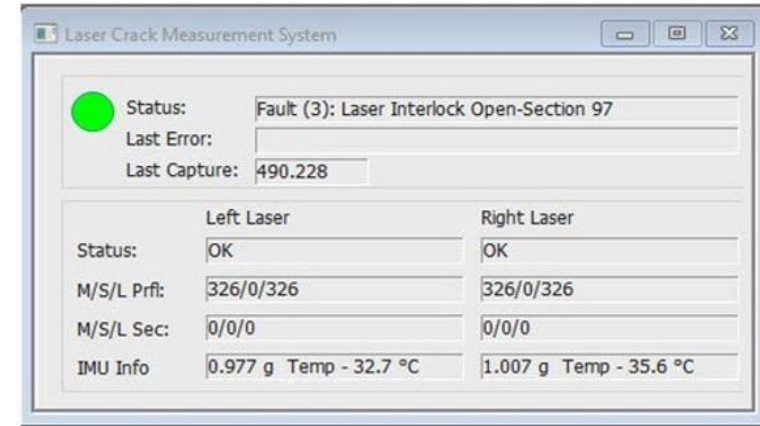 Laser Crack Measurement System
Status: Fault (3): Laser Interlock Open-Section 97
Last Error:
Last Capture: 490.228
Left Laser Right Laser
Status: OK OK
M/S/L Prfl: 326/0/326 326/0/326
M/S/L Sec: 0/0/0 0/0/0
IMU Info 0.977 g Temp - 32.7 °C 1.007 g Temp - 35.6 °C